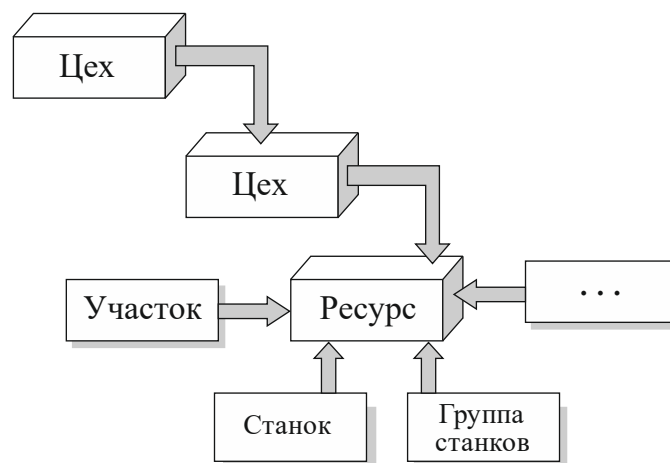 Цех
Цех
Участок
Ресурс
. . .
Станок
Группа
станков